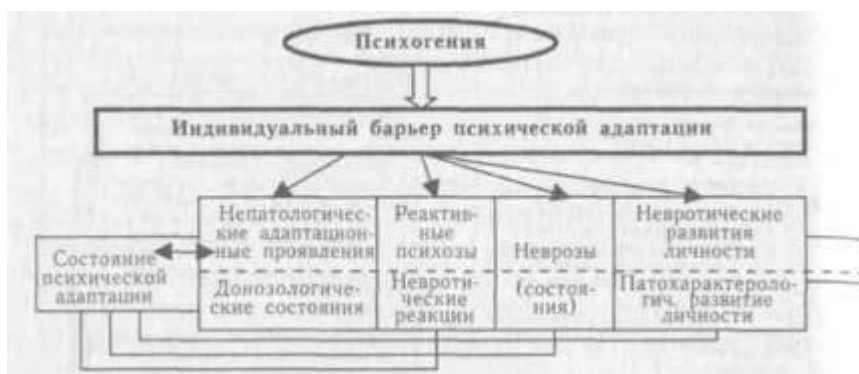 Психогения
Индивидуальный барьер психической адаптации
Непатологичес-
кие адаптацион-
ные проявления
Реактив-
ные
психозы
Неврозы
Невротические
развития
личности
Состояние
психической
адаптации
Донозологиче-
ские состояния
Невроти-
ческие
реакции
(состоя-
ния)
Патохарактероло-
гич. развитие
личности